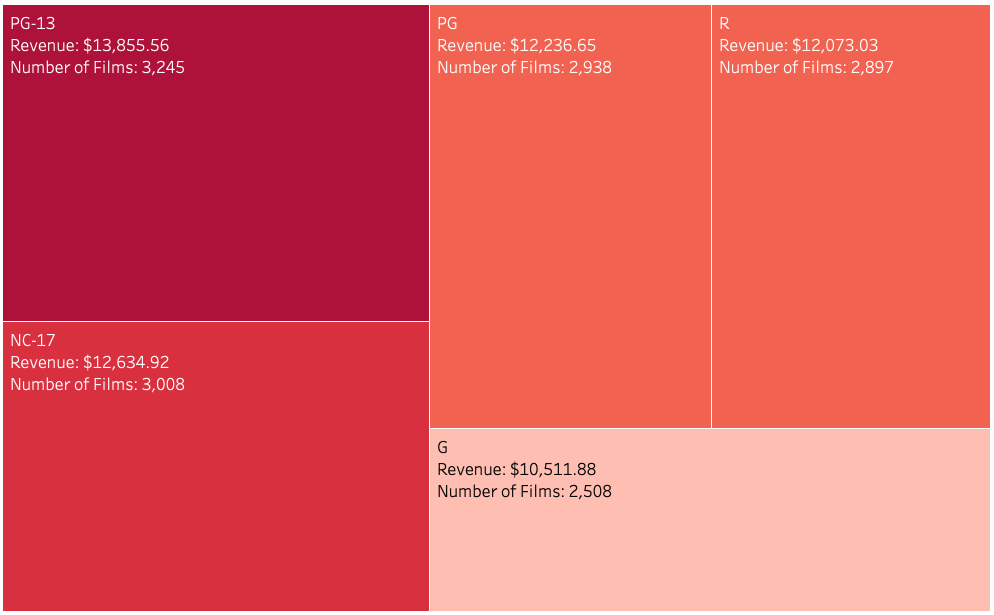 PG-13
Revenue: $13,855.56
Number of Films: 3,245
PG
Revenue: $12,236.65
Number of Films: 2,938
R
Revenue: $12,073.03
Number of Films: 2,897
NC-17
Revenue: $12,634.92
Number of Films: 3,008
G
Revenue: $10,511.88
Number of Films: 2,508